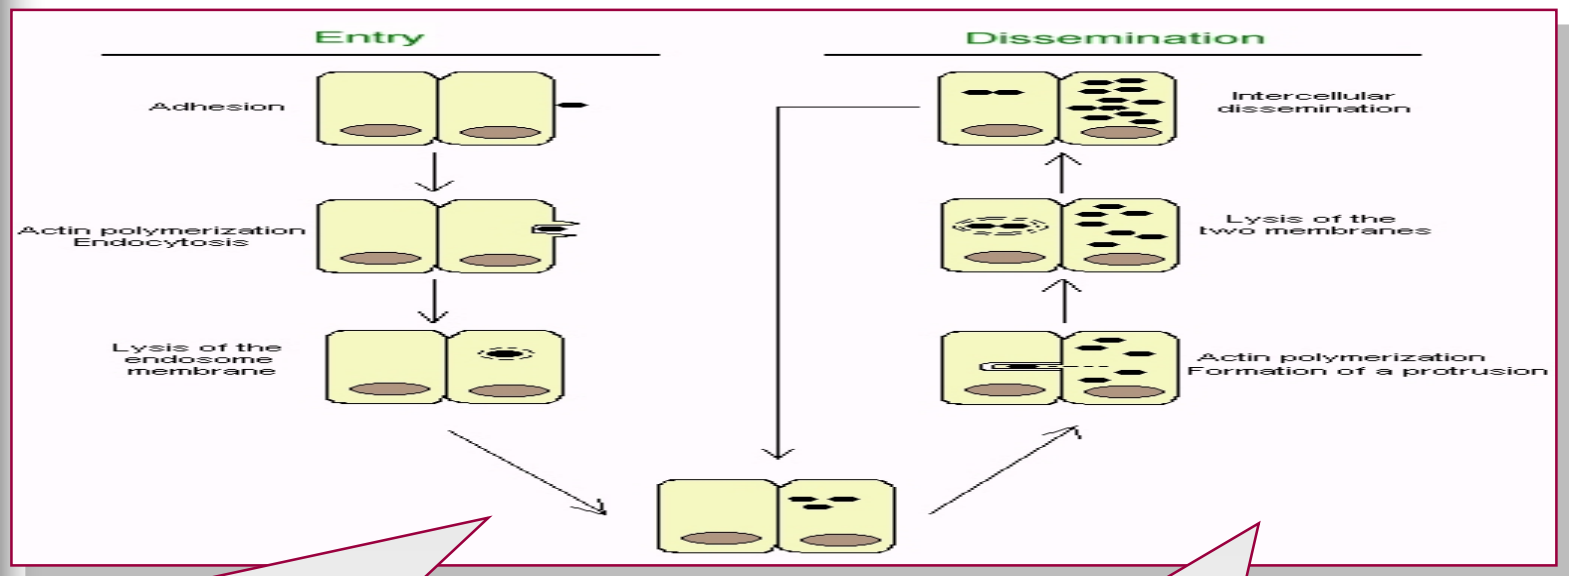 Entry
Adhesion
Actin polymerization
Endocytosis
Lysis of the
endosome
membrane
Dissemination
Intercellular
dissemination
Lysis of the
two membranes
Actin polymerization
Formation of a protrusion